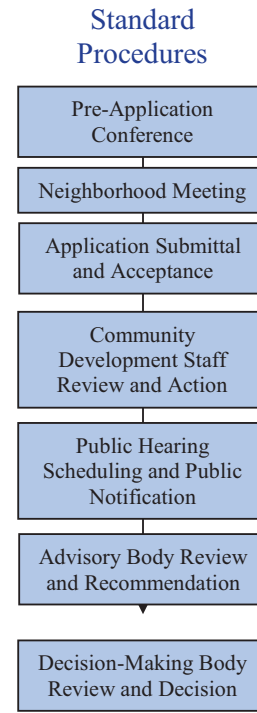 Standard
Procedures
Pre-Application
Conference
Neighborhood Meeting
Application Submittal
and Acceptance
Community
Development Staff
Review and Action
Public Hearing
Scheduling and Public
Notification
Advisory Body Review
and Recommendation
Decision-Making Body
Review and Decision